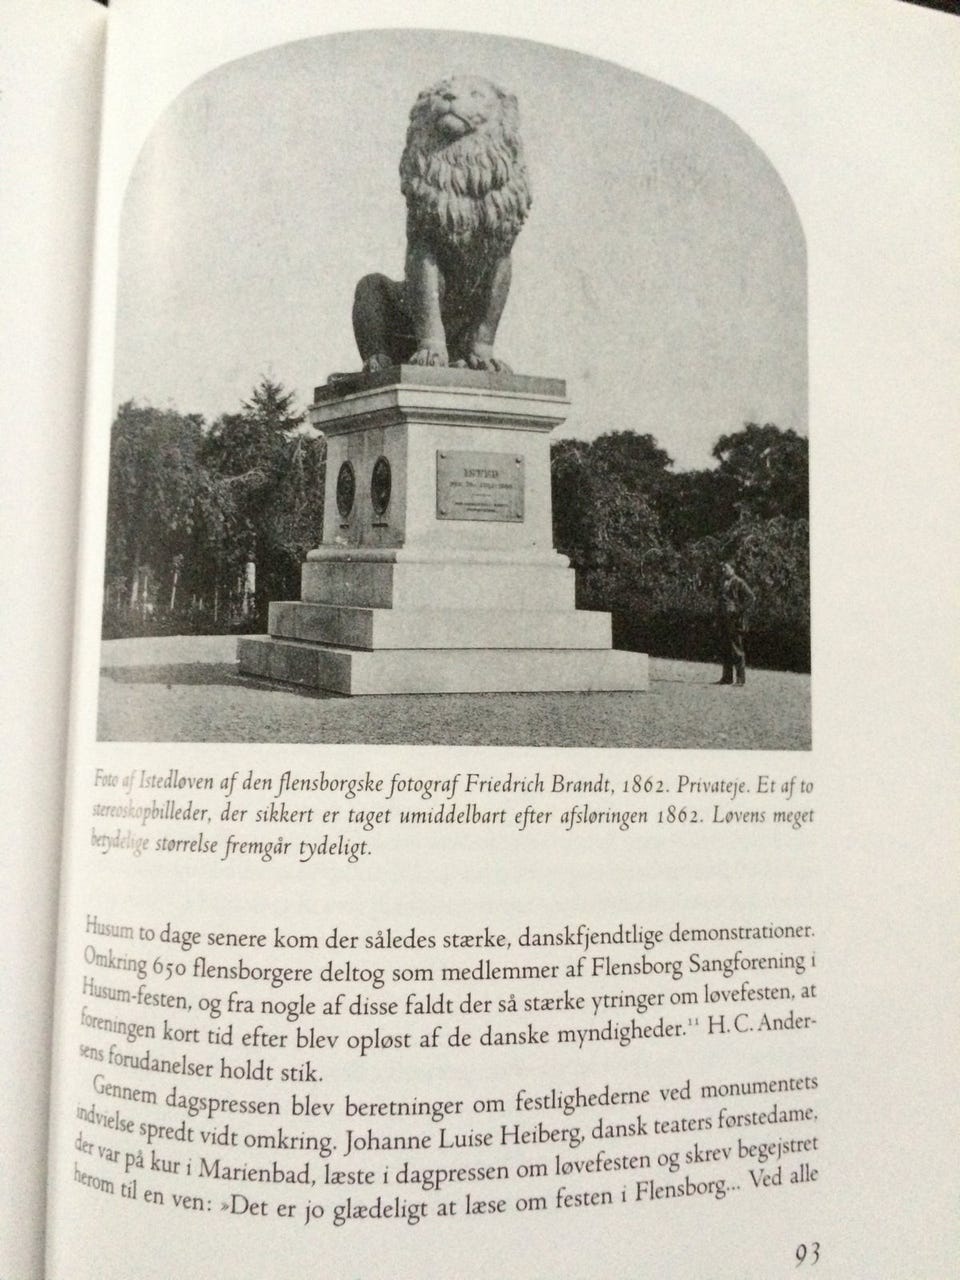 ISTED
DEN 25. JULI 1850
Foto af Istedløven af den flensborgske fotograf Friedrich Brandt, 1862. Privateje. Et af to
stereoskopbilleder, der sikkert er taget umiddelbart efter afsløringen 1862. Løvens meget
betydelige størrelse fremgår tydeligt.
Husum to dage senere kom der således stærke, danskfjendtlige demonstrationer.
Omkring 650 flensborgere deltog som medlemmer af Flensborg Sangforening i
Husum-festen, og fra nogle af disse faldt der så stærke ytringer om løvefesten, at
foreningen kort tid efter blev opløst af de danske myndigheder.¹¹ H.C. Ander-
sens forudanelser holdt stik.
Gennem dagspressen blev beretninger om festlighederne ved monumentets
indvielse spredt vidt omkring. Johanne Luise Heiberg, dansk teaters førstedame,
der var på kur i Marienbad, læste i dagpressen om løvefesten og skrev begejstret
herom til en ven: »Det er jo glædeligt at læse om festen i Flensborg... Ved alle
93